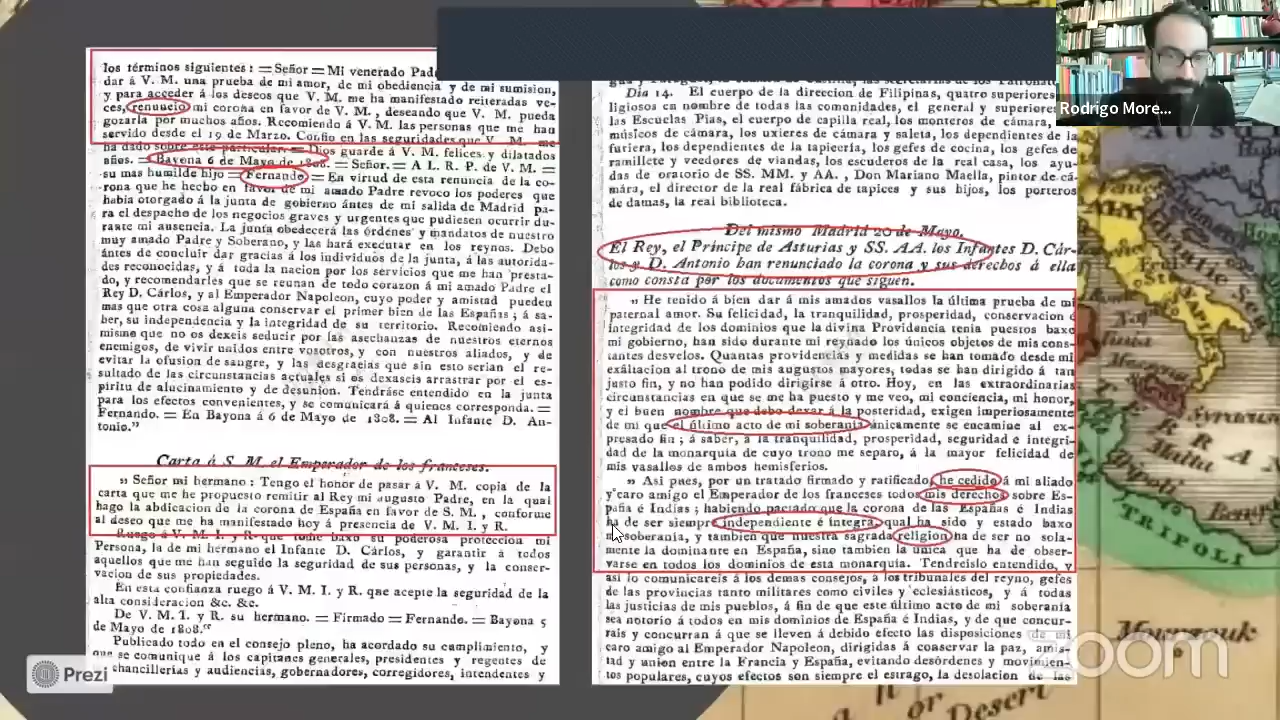 los términos siguientes: = Señor = Mi venerado Pad
dar á V. M. una prueba de mi amor, de mi obediencia y de mi sumision,
y para acceder á los deseos que V. M. me ha manifestado reiteradas ve-
ces, renuncio mi corona en favor de V. M., deseando que V. M. pueda
gozarla por muchos años. Recomiendo á V. M. las personas que me han
servido desde el 19 de Marzo. Confio en las seguridades que V. M. me
ha dado sobre este particular. = Dios guarde á V. M. felices y dilatados
años. = Bayona 6 de Mayo de 1808. = Señor. = A L. R. P. de V. M. =
su mas humilde hijo = Fernando = En virtud de esta renuncia de la co-
rona que he hecho en favor de mi amado Padre revoco los poderes que
habia otorgado á la junta de gobierno ántes de mi salida de Madrid pa-
ra el despacho de los negocios graves y urgentes que pudiesen ocurrir du-
rante mi ausencia. La junta obedecerá las órdenes y mandatos de nuestro
muy amado Padre y Soberano, y las hará executar en los reynos. Debo
ántes de concluir dar gracias á los individuos de la junta, á las autorida-
des reconocidas, y á toda la nacion por los servicios que me han presta-
do, y recomendarles que se reunan de todo corazon á mi amado Padre el
Rey D. Cárlos, y al Emperador Napoleon, cuyo poder y amistad pueden
mas que otra cosa alguna conservar el primer bien de las Españas; á sa-
ber, su independencia y la integridad de su territorio. Recomiendo asi-
mismo que no os dexeis seducir por las asechanzas de nuestros eternos
enemigos, de vivir unidos entre vosotros, y con nuestros aliados, y de
evitar la efusion de sangre, y las desgracias que sin esto serian el re-
sultado de las circunstancias actuales si os dexaseis arrastrar por el es-
píritu de alucinamiento y de desunion. Tendráse entendido en la junta
para los efectos convenientes, y se comunicará á quienes corresponda. =
Fernando. = En Bayona á 6 de Mayo de 1808. = Al Infante D. An-
tonio.”
Carta á S. M. el Emperador de los franceses.
„ Señor mi hermano: Tengo el honor de pasar á V. M. copia de la
carta que me he propuesto remitir al Rey mi augusto Padre, en la qual
hago la abdicacion de la corona de España en favor de S. M., conforme
al deseo que me ha manifestado hoy á presencia de V. M. I. y R.
Ruego á V. M. I. y R. que tome baxo su poderosa proteccion mi
Persona, la de mi hermano el Infante D. Cárlos, y garantir á todos
aquellos que me han seguido la seguridad de sus personas, y la conser-
vacion de sus propiedades.
En esta confianza ruego á V. M. I. y R. que acepte la seguridad de la
alta consideracion &c. &c.
De V. M. I. y R. su hermano. = Firmado = Fernando. = Bayona 5
de Mayo de 1808.“
Publicado todo en el consejo pleno, ha acordado su cumplimiento, y
que se comunique á los capitanes generales, presidentes y regentes de
chancillerías y audiencias, gobernadores, corregidores, intendentes y
Dia 14. El cuerpo de la direccion de Filipinas, quatro superiores
ligiosos en nombre de todas las comunidades, el general y superiore
las Escuelas Pias, el cuerpo de capilla real, los monteros de cámara,
músicos de cámara, los uxieres de cámara y saleta, los dependientes de la
furiera, los dependientes de la tapicería, los gefes de cocina, los gefes de
ramillete y veedores de viandas, los escuderos de la real casa, los ayu-
das de oratorio de SS. MM. y AA., Don Mariano Maella, pintor de cá-
mara, el director de la real fábrica de tapices y sus hijos, los porteros
de damas, la real biblioteca.
Del mismo Madrid 20 de Mayo.
El Rey, el Príncipe de Asturias y SS. AA. los Infantes D. Cár-
los y D. Antonio han renunciado la corona y sus derechos á ella
como consta por los documentos que siguen.
„ He tenido á bien dar á mis amados vasallos la última prueba de mi
paternal amor. Su felicidad, la tranquilidad, prosperidad, conservacion é
integridad de los dominios que la divina Providencia tenia puestos baxo
mi gobierno, han sido durante mi reynado los únicos objetos de mis cons-
tantes desvelos. Quantas providencias y medidas se han tomado desde mi
exâltacion al trono de mis augustos mayores, todas se han dirigido á tan
justo fin, y no han podido dirigirse á otro. Hoy, en las extraordinarias
circunstancias en que se me ha puesto y me veo, mi conciencia, mi honor,
y el buen nombre que debo dexar á la posteridad, exigen imperiosamente
de mi que el último acto de mi soberanía únicamente se encamine al ex-
presado fin; á saber, á la tranquilidad, prosperidad, seguridad é integri-
dad de la monarquía de cuyo trono me separo, á la mayor felicidad de
mis vasallos de ambos hemisferios.
„ Asi pues, por un tratado firmado y ratificado, he cedido á mi aliado
y caro amigo el Emperador de los franceses todos mis derechos sobre Es-
paña é Indias; habiendo pactado que la corona de las Españas é Indias
ha de ser siempre independiente é íntegra, qual ha sido y estado baxo
mi soberanía, y tambien que nuestra sagrada religion ha de ser no sola-
mente la dominante en España, sino tambien la única que ha de obser-
varse en todos los dominios de esta monarquía. Tendréislo entendido, y
asi lo comunicareis á los demas consejos, á los tribunales del reyno, gefes
de las provincias tanto militares como civiles y eclesiásticos, y á todas
las justicias de mis pueblos, á fin de que este último acto de mi soberanía
sea notorio á todos en mis dominios de España é Indias, y de que concur-
rais y concurran á que se lleven á debido efecto las disposiciones de mi
caro amigo el Emperador Napoleon, dirigidas á conservar la paz, amis-
tad y union entre la Francia y España, evitando desórdenes y movimien-
tos populares, cuyos efectos son siempre el estrago, la desolacion de las
Rodrigo More...
Prezi
zoom
Malta
TRIPOLI
or
Desert